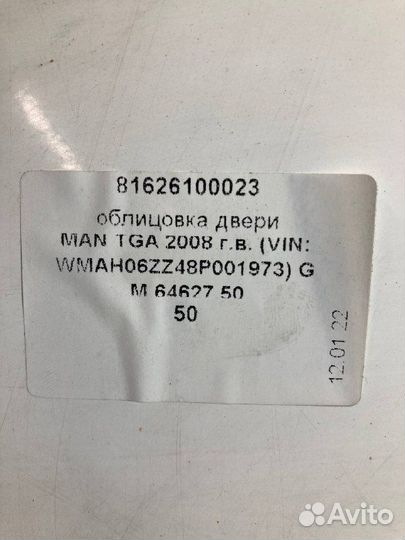 81626100023
облицовка двери
MAN TGA 2008 г.в. (VIN:
WMAH06ZZ48P001973) G
M 64627 50
50
12.01.22
Avito